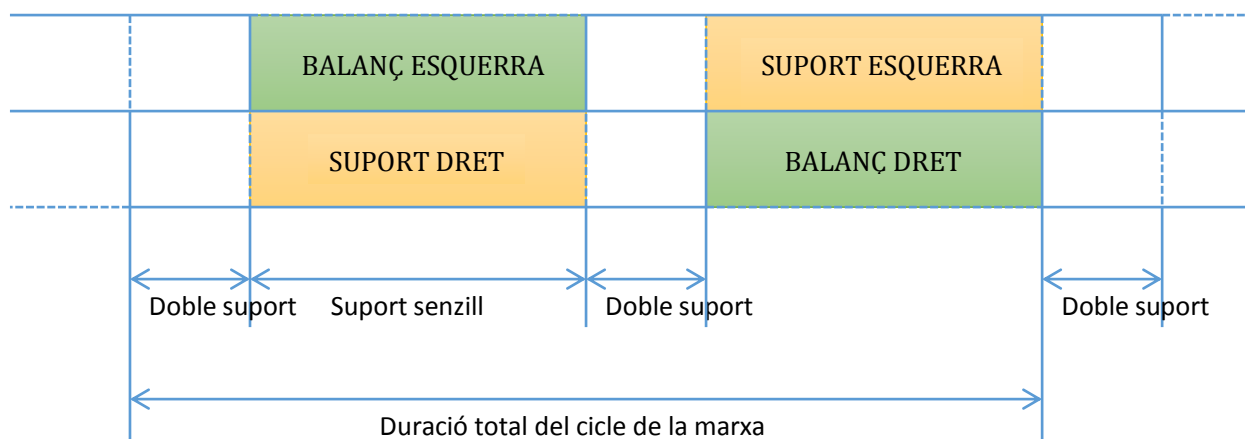 BALANÇ ESQUERRA
SUPORT ESQUERRA
SUPORT DRET
BALANÇ DRET
Doble suport
Suport senzill
Doble suport
Doble suport
Duració total del cicle de la marxa